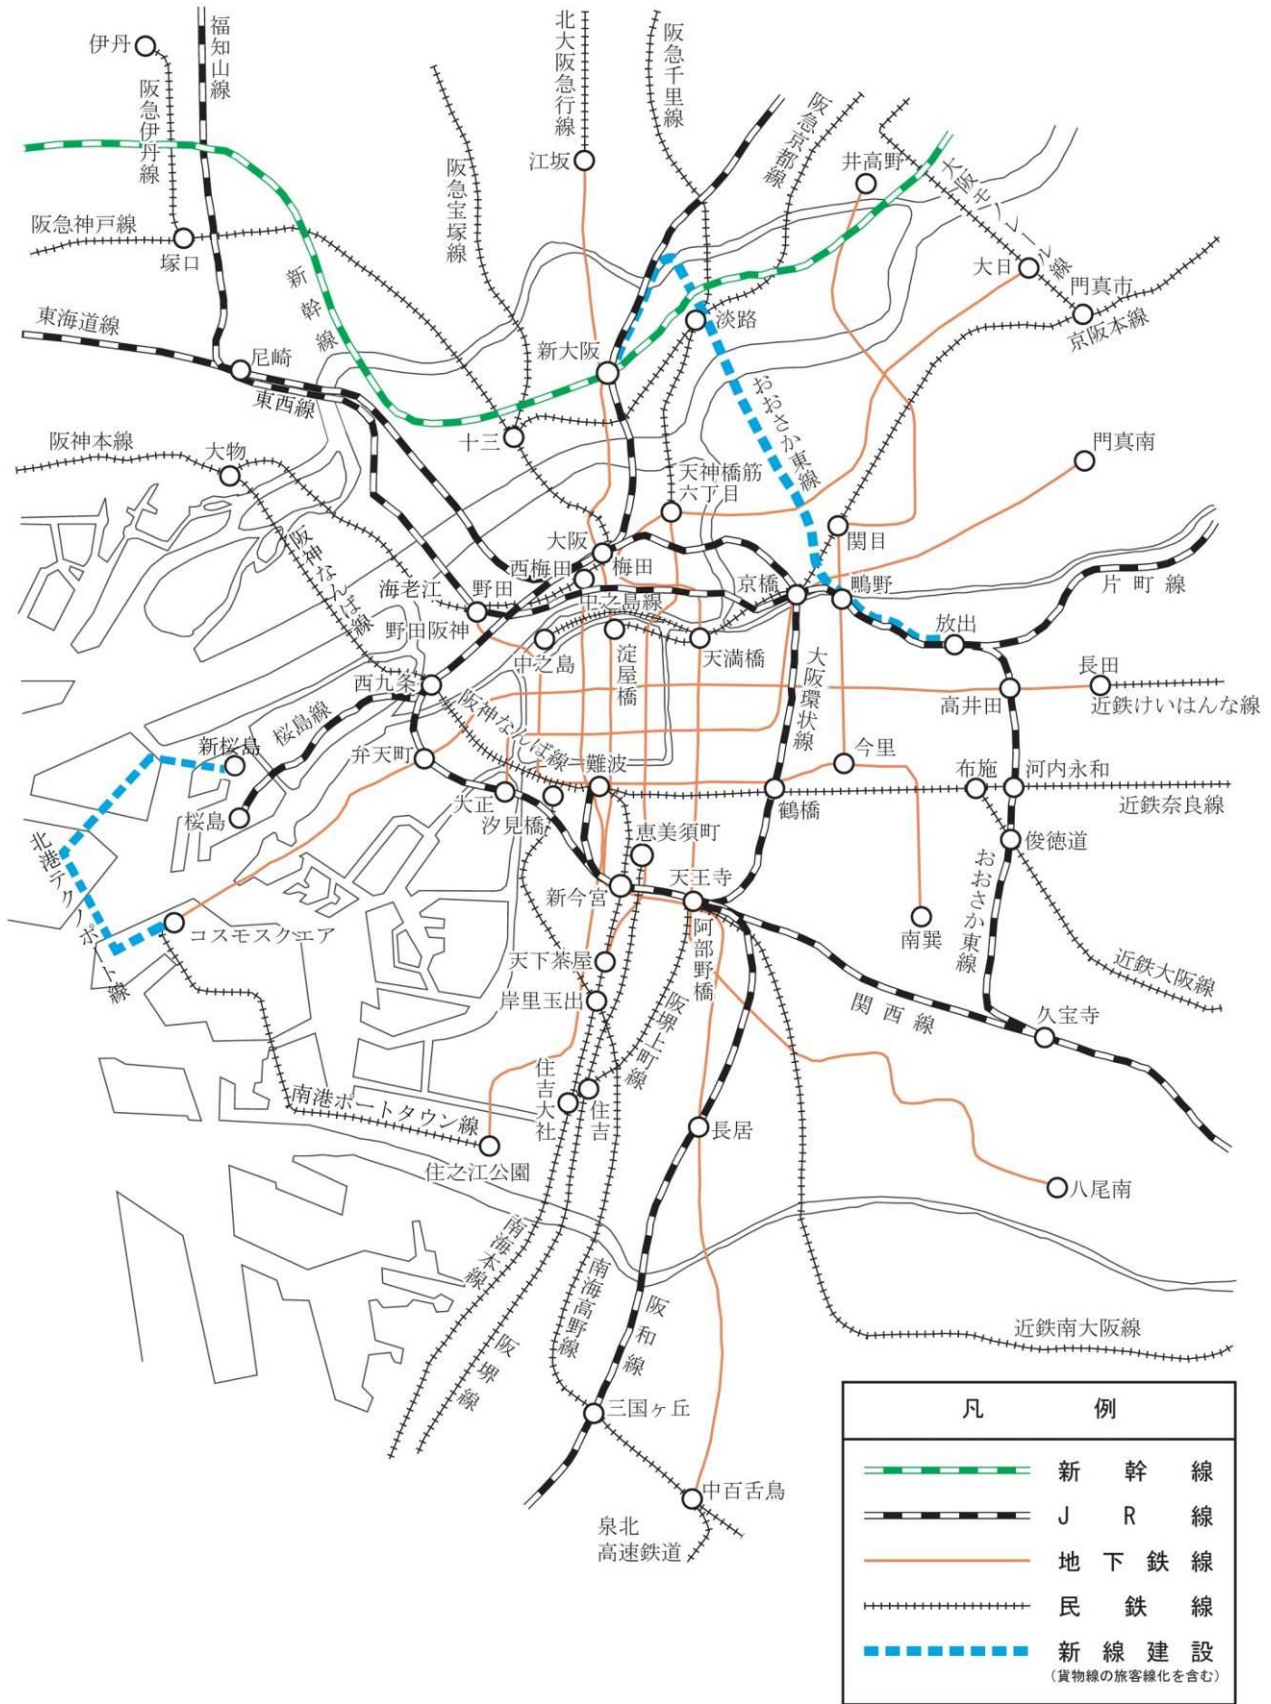 伊丹
福知山線
阪急伊丹線
北大阪急行線
阪急千里線
阪急京都線
江坂
井高野
阪急宝塚線
大阪モノレール線
阪急神戸線
塚口
新幹線
大日
門真市
京阪本線
東海道線
尼崎
東西線
新大阪
淡路
おおさか東線
阪神本線
大物
十三
天神橋筋
六丁目
門真南
関目
大阪
梅田
西梅田
阪神なんば線
海老江
野田
野田阪神
中之島線
京橋
鴫野
片町線
放出
中之島
淀屋橋
天満橋
大阪環状線
西九条
阪神なんば線
長田
高井田
近鉄けいはんな線
桜島線
新桜島
弁天町
難波
今里
布施
河内永和
近鉄奈良線
桜島
大正
汐見橋
鶴橋
北港テクノポート線
恵美須町
俊徳道
新今宮
天王寺
おおさか東線
コスモスクエア
阿部野橋
南巽
近鉄大阪線
天下茶屋
岸里玉出
阪堺上町線
関西線
久宝寺
住吉大社
住吉
南港ポートタウン線
長居
住之江公園
八尾南
南海本線
南海高野線
阪和線
阪堺線
近鉄南大阪線
三国ヶ丘
中百舌鳥
泉北
高速鉄道
凡例
新幹線
JR線
地下鉄線
民鉄線
新線建設
(貨物線の旅客線化を含む)